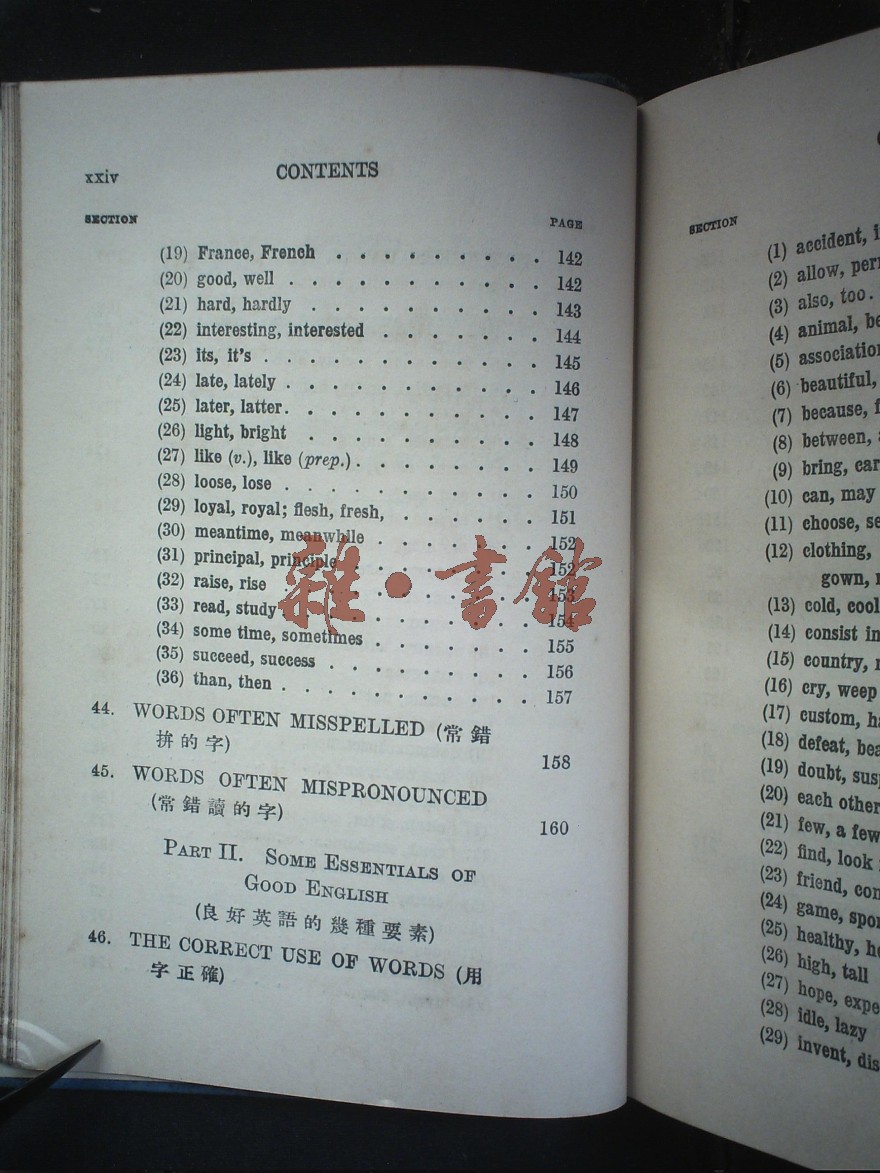 xxiv CONTENTS
SECTION PAGE
(19) France, French . . . . . . . . . 142
(20) good, well . . . . . . . . . . . 142
(21) hard, hardly . . . . . . . . . . 143
(22) interesting, interested . . . . . . . 144
(23) its, it's . . . . . . . . . . . . 145
(24) late, lately . . . . . . . . . . . 146
(25) later, latter. . . . . . . . . . . 147
(26) light, bright . . . . . . . . . . 148
(27) like (v.), like (prep.) . . . . . . . . 149
(28) loose, lose . . . . . . . . . . . 150
(29) loyal, royal; flesh, fresh, . . . . . . . 151
(30) meantime, meanwhile . . . . . . . 152
(31) principal, principle . . . . . . . . 152
(32) raise, rise . . . . . . . . . . . 153
(33) read, study . . . . . . . . . . . 154
(34) some time, sometimes . . . . . . . 155
(35) succeed, success . . . . . . . . . 156
(36) than, then . . . . . . . . . . . 157
44. WORDS OFTEN MISSPELLED (常錯
拚的字) 158
45. WORDS OFTEN MISPRONOUNCED
(常錯讀的字) 160
PART II. SOME ESSENTIALS OF
GOOD ENGLISH
(良好英語的幾種要素)
46. THE CORRECT USE OF WORDS (用
字正確)
雜·書館
SECTION
(1) accident,
(2) allow,
(3) also, too.
(4) animal,
(5)
(6) beautiful,
(7) because,
(8) between,
(9) bring,
(10) can, may
(11) choose,
(12) clothing,
gown,
(13) cold,
(14) consist in
(15) country,
(16) cry, weep
(17) custom,
(18) defeat,
(19) doubt,
(20) each other
(21) few, a few
(22) find, look
(23) friend,
(24) game,
(25) healthy,
(26) high, tall
(27) hope,
(28) idle, lazy
(29) invent,